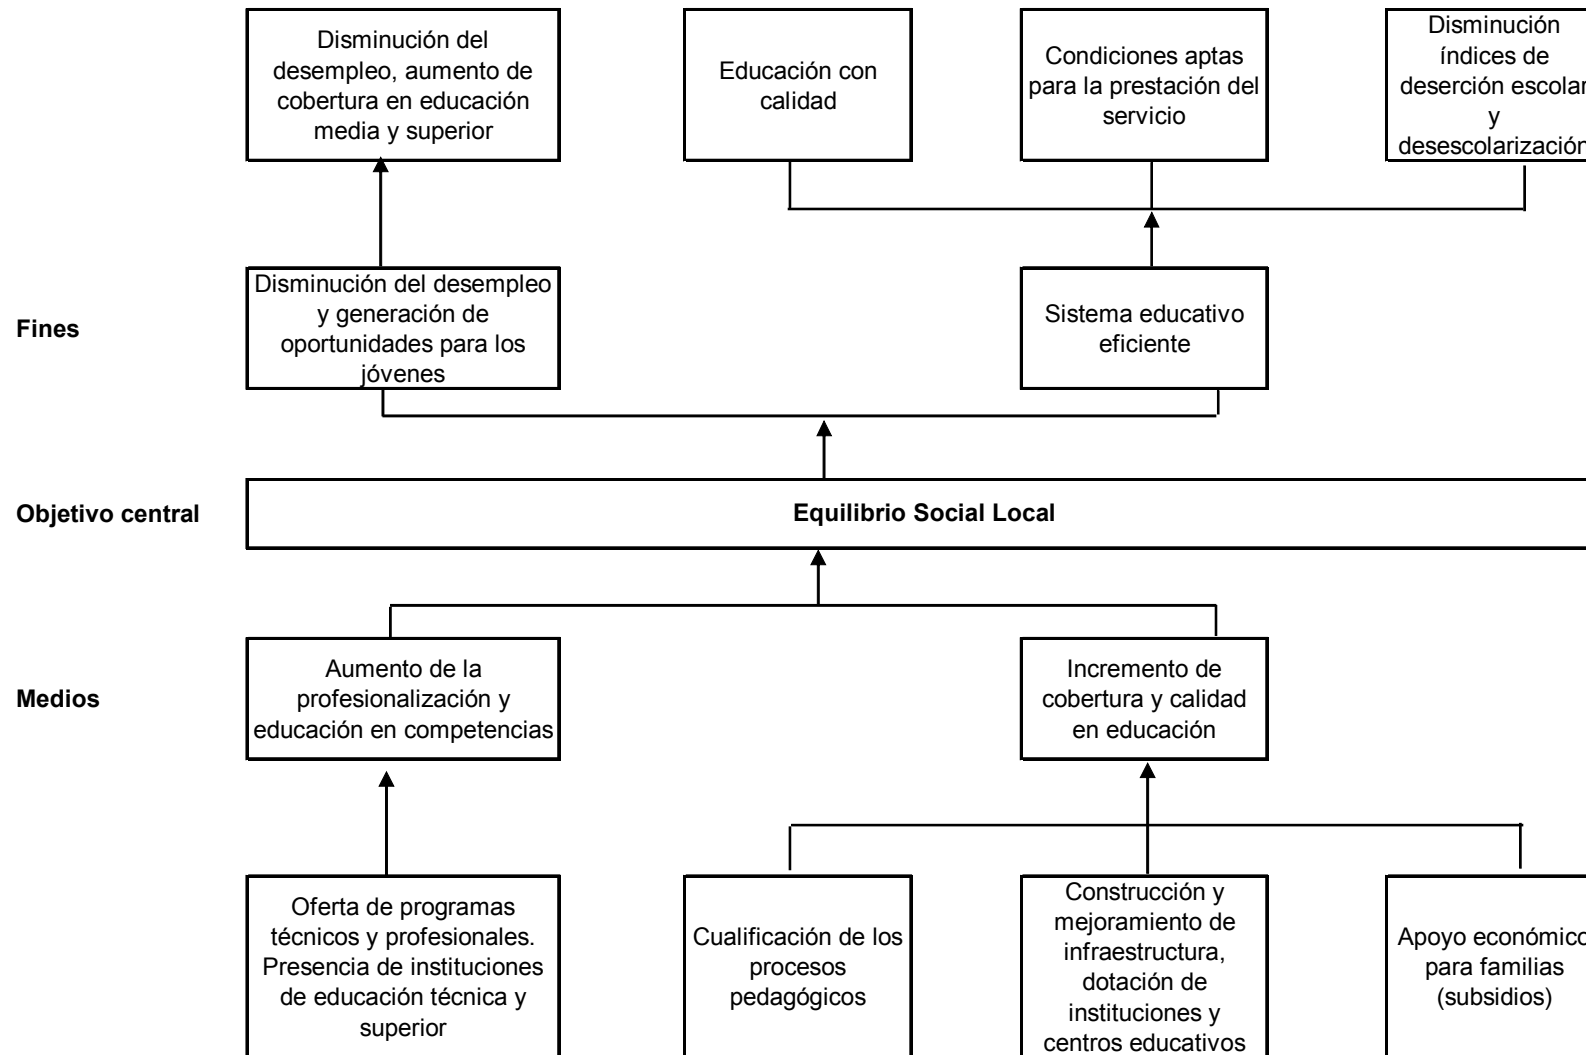 Disminución del
desempleo, aumento de
cobertura en educación
media y superior
Educación con
calidad
Condiciones aptas
para la prestación del
servicio
Disminución
índices de
deserción escolar
y
desescolarización
Fines
Disminución del desempleo
y generación de
oportunidades para los
jóvenes
Sistema educativo
eficiente
Objetivo central
Equilibrio Social Local
Medios
Aumento de la
profesionalización y
educación en competencias
Incremento de
cobertura y calidad
en educación
Oferta de programas
técnicos y profesionales.
Presencia de instituciones
de educación técnica y
superior
Cualificación de los
procesos
pedagógicos
Construcción y
mejoramiento de
infraestructura,
dotación de
instituciones y
centros educativos
Apoyo económico
para familias
(subsidios)